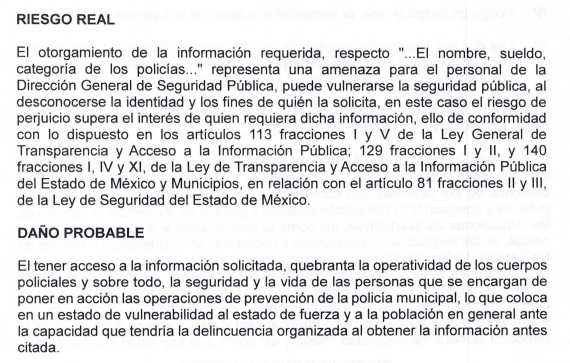 RIESGO REAL
El otorgamiento de la información requerida, respecto "...El nombre, sueldo,
categoría de los policías..." representa una amenaza para el personal de la
Dirección General de Seguridad Pública, puede vulnerarse la seguridad pública, al
desconocerse la identidad y los fines de quién la solicita, en este caso el riesgo de
perjuicio supera el interés de quien requiera dicha información, ello de conformidad
con lo dispuesto en los artículos 113 fracciones I y V de la Ley General de
Transparencia y Acceso a la Información Pública; 129 fracciones I y II, y 140
fracciones I, IV y XI, de la Ley de Transparencia y Acceso a la Información Pública
del Estado de México y Municipios, en relación con el artículo 81 fracciones II y III,
de la Ley de Seguridad del Estado de México.
DAÑO PROBABLE
El tener acceso a la información solicitada, quebranta la operatividad de los cuerpos
policiales y sobre todo, la seguridad y la vida de las personas que se encargan de
poner en acción las operaciones de prevención de la policía municipal, lo que coloca
en un estado de vulnerabilidad al estado de fuerza y a la población en general ante
la capacidad que tendría la delincuencia organizada al obtener la información antes
citada.